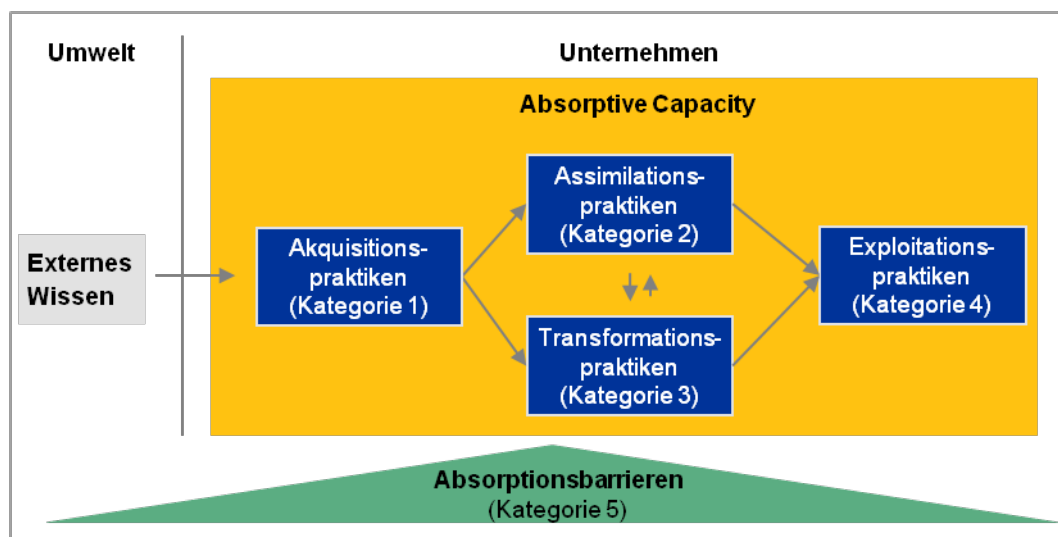 Umwelt
Unternehmen
Absorptive Capacity
Externes
Wissen
Akquisitions-
praktiken
(Kategorie 1)
Assimilations-
praktiken
(Kategorie 2)
Transformations-
praktiken
(Kategorie 3)
Exploitations-
praktiken
(Kategorie 4)
Absorptionsbarrieren
(Kategorie 5)